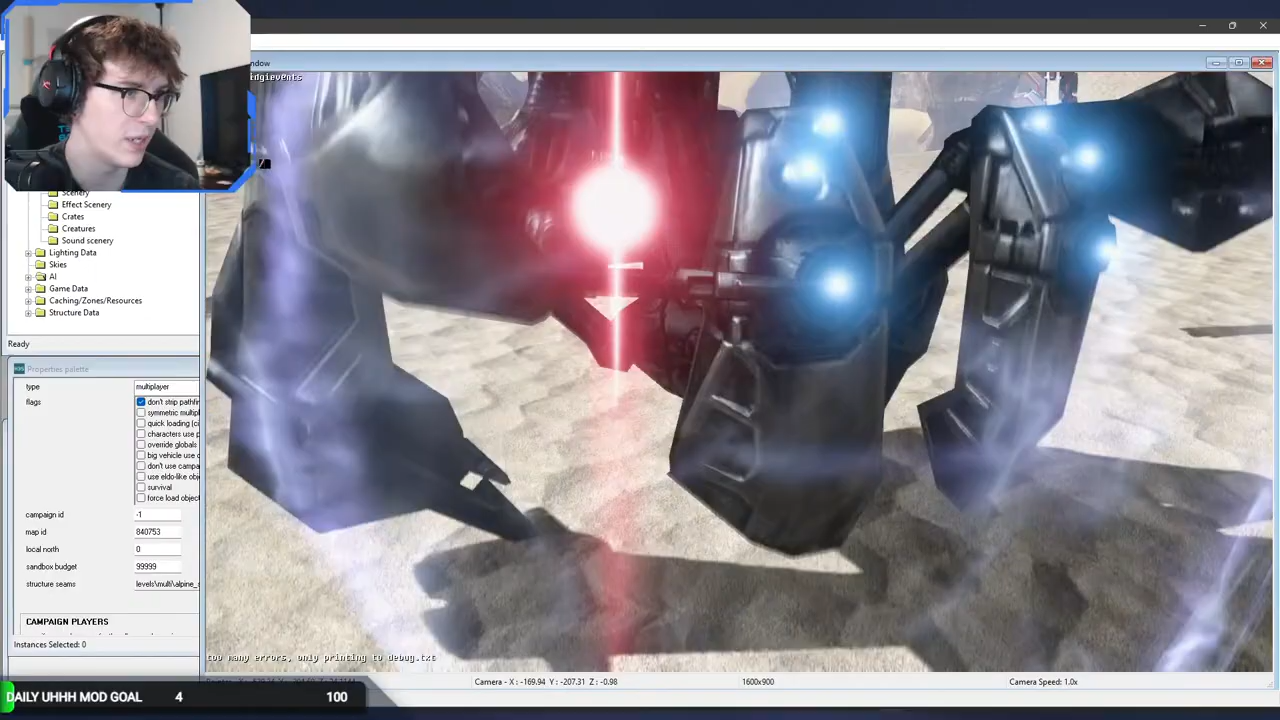 ndow
Scenery
Effect Scenery
Crates
Creatures
Sound scenery
Lighting Data
Skies
AI
Game Data
Caching/Zones/Resources
Structure Data
Ready
Properties palette
type
multiplayer
flags
don't strip pathfin
symmetric multipl
quick loading (ci
characters use p
override globals
big vehicle use
don't use campa
use eldo-like obj
survival
force load object
campaign id
-1
map id
840753
local north
0
sandbox budget
99999
structure seams
levels\multi\alpine_s
CAMPAIGN PLAYERS
Instances Selected: 0
too many errors, only printing to debug.txt
Camera - X : -169.94 Y : -207.31 Z : -0.98
1600x900
Camera Speed: 1.0x
DAILY UHHH MOD GOAL 4 100